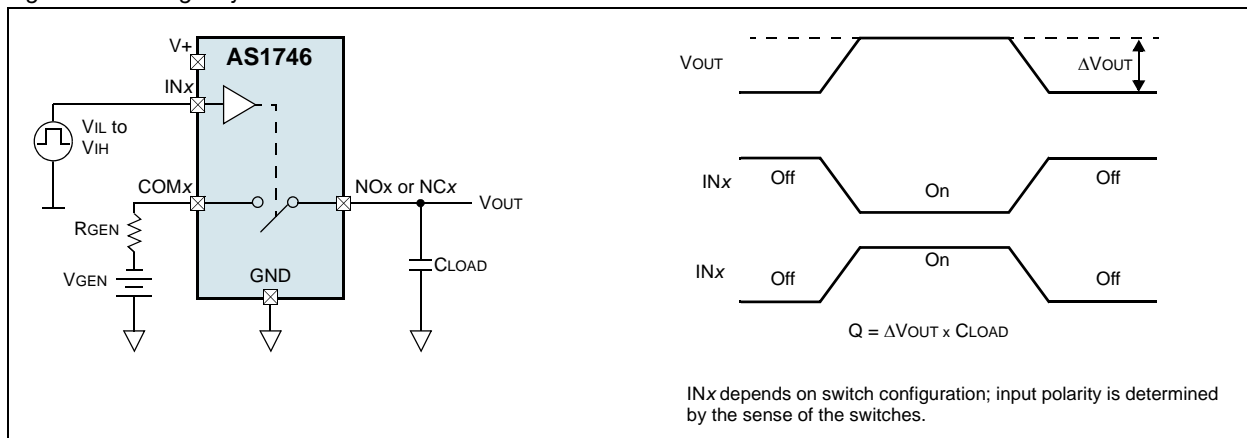 V+
AS1746
INx
VIL to
VIH
COMx
NOx or NCx
VOUT
RGEN
VGEN
GND
CLOAD
VOUT
ΔVOUT
INx
Off
On
Off
INx
Off
On
Off
Q = ΔVOUT x CLOAD
INx depends on switch configuration; input polarity is determined
by the sense of the switches.